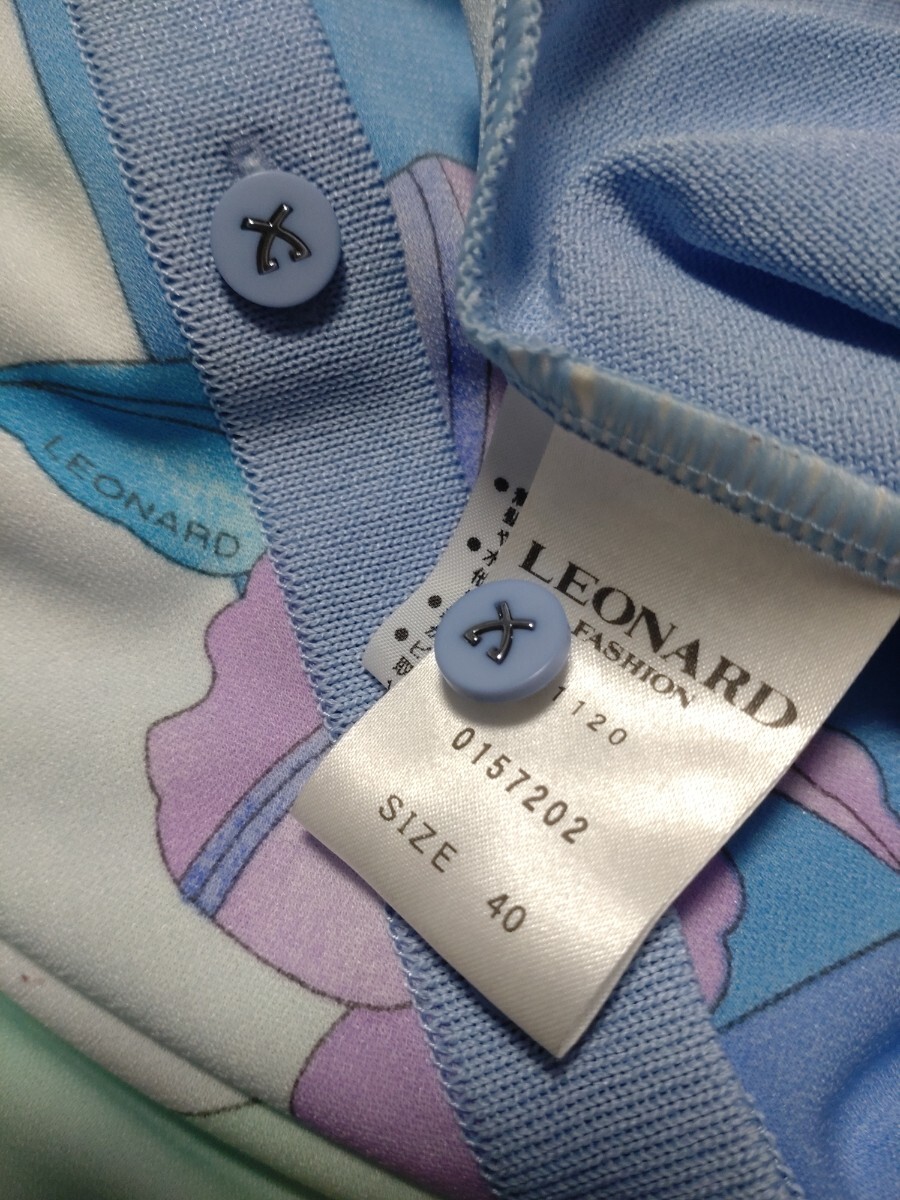 LEONARD
LEONARD
FASHION
1120
0157202
SIZE 40